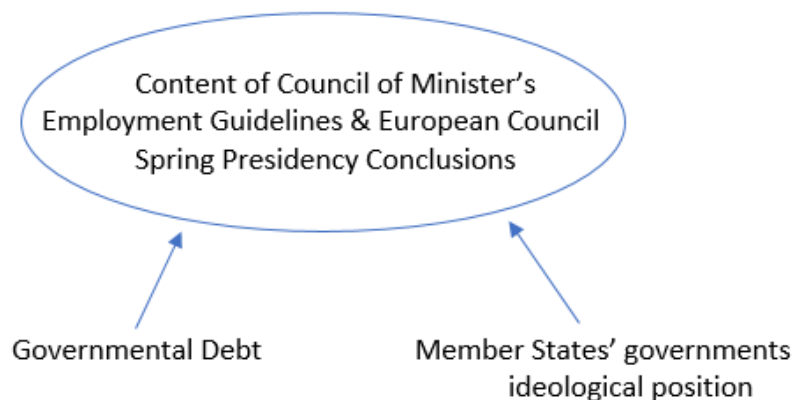 Content of Council of Minister's
Employment Guidelines & European Council
Spring Presidency Conclusions
Governmental Debt
Member States' governments
ideological position